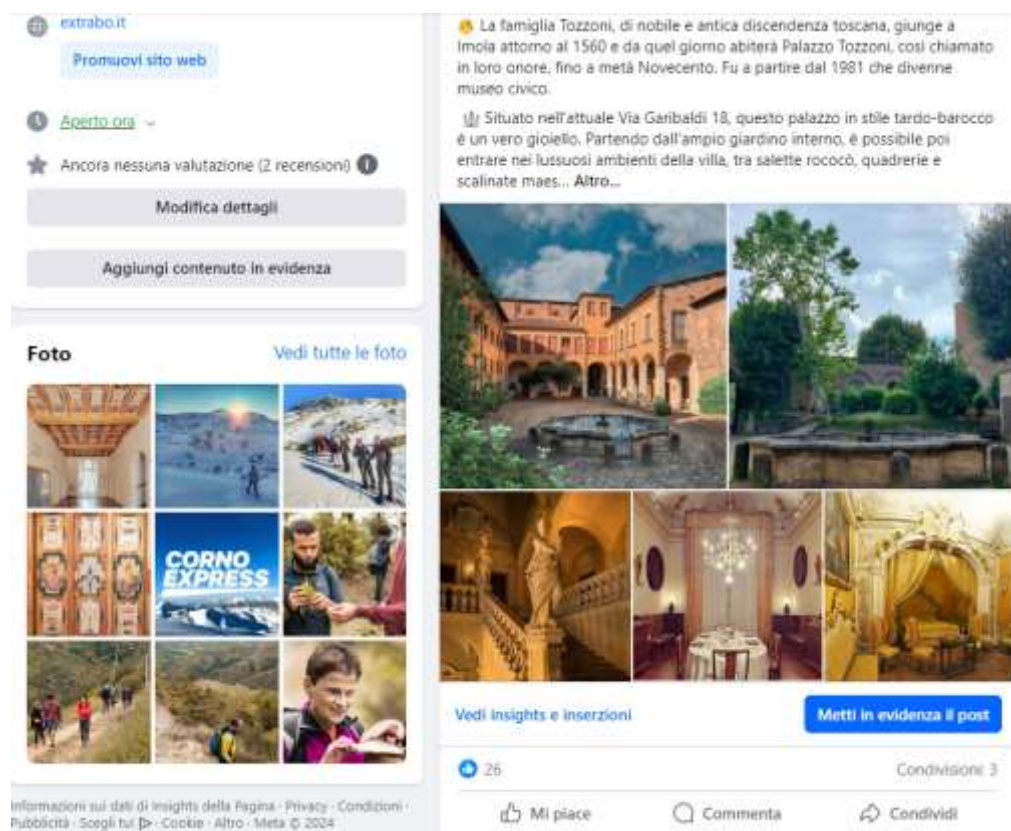 extrabo.it
Promuovi sito web
Aperto ora
Ancora nessuna valutazione (2 recensioni)
Modifica dettagli
Aggiungi contenuto in evidenza
Foto
Vedi tutte le foto
CORNO
EXPRESS
Informazioni sui dati di Insights della Pagina · Privacy · Condizioni ·
Pubblicità · Scegli tu! · Cookie · Altro · Meta © 2024
La famiglia Tozzoni, di nobile e antica discendenza toscana, giunge a
Imola attorno al 1560 e da quel giorno abiterà Palazzo Tozzoni, così chiamato
in loro onore, fino a metà Novecento. Fu a partire dal 1981 che divenne
museo civico.
Situato nell'attuale Via Garibaldi 18, questo palazzo in stile tardo-barocco
è un vero gioiello. Partendo dall'ampio giardino interno, è possibile poi
entrare nei lussuosi ambienti della villa, tra salette rococò, quadrerie e
scalinate maes... Altro...
Vedi insights e inserzioni
Metti in evidenza il post
26
Condivisioni: 3
Mi piace
Commenta
Condividi